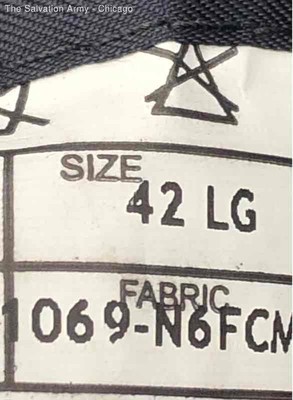 The Salvation Army - Chicago
SIZE
42 LG
FABRIC
1069-N6FCM